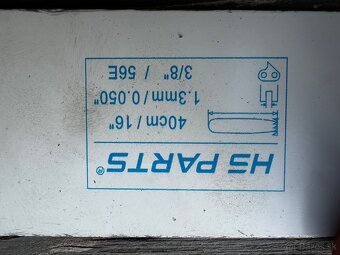 HS PARTS®
40cm / 16"
1.3mm / 0.050"
3/8" / 56E